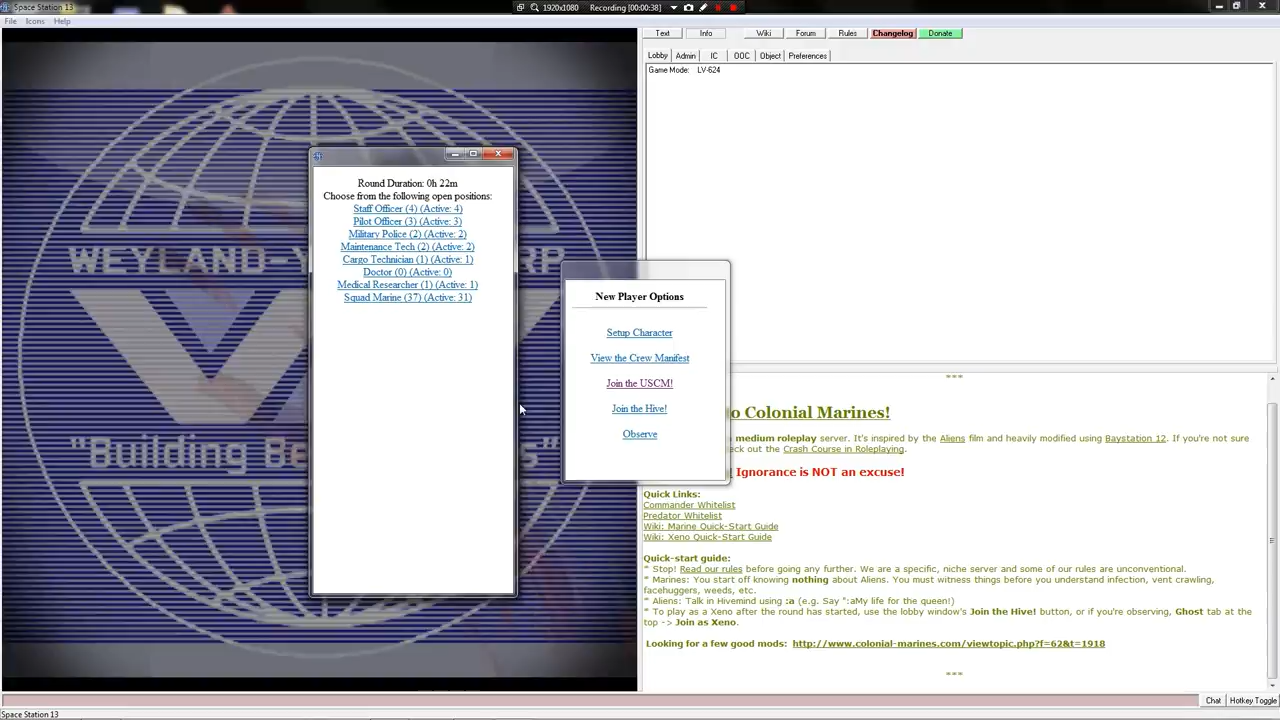 Space Station 13
1920x1080 Recording [00:00:38]
File Icons Help
Text Info Wiki Forum Rules Changelog Donate
Lobby Admin IC OOC Object Preferences
Game Mode: LV-624
WEYLAND-Y
RP
"Building Be
s"
Round Duration: 0h 22m
Choose from the following open positions:
Staff Officer (4) (Active: 4)
Pilot Officer (3) (Active: 3)
Military Police (2) (Active: 2)
Maintenance Tech (2) (Active: 2)
Cargo Technician (1) (Active: 1)
Doctor (0) (Active: 0)
Medical Researcher (1) (Active: 1)
Squad Marine (37) (Active: 31)
New Player Options
Setup Character
View the Crew Manifest
Join the USCM!
Join the Hive!
Observe
***
o Colonial Marines!
medium roleplay server. It's inspired by the Aliens film and heavily modified using Baystation 12. If you're not sure
eck out the Crash Course in Roleplaying.
! Ignorance is NOT an excuse!
Quick Links:
Commander Whitelist
Predator Whitelist
Wiki: Marine Quick-Start Guide
Wiki: Xeno Quick-Start Guide
Quick-start guide:
* Stop! Read our rules before going any further. We are a specific, niche server and some of our rules are unconventional.
* Marines: You start off knowing nothing about Aliens. You must witness things before you understand infection, vent crawling,
facehuggers, weeds, etc.
* Aliens: Talk in Hivemind using :a (e.g. Say ":aMy life for the queen!)
* To play as a Xeno after the round has started, use the lobby window's Join the Hive! button, or if you're observing, Ghost tab at the
top -> Join as Xeno.
Looking for a few good mods: http://www.colonial-marines.com/viewtopic.php?f=62&t=1918
***
Chat Hotkey Toggle
Space Station 13